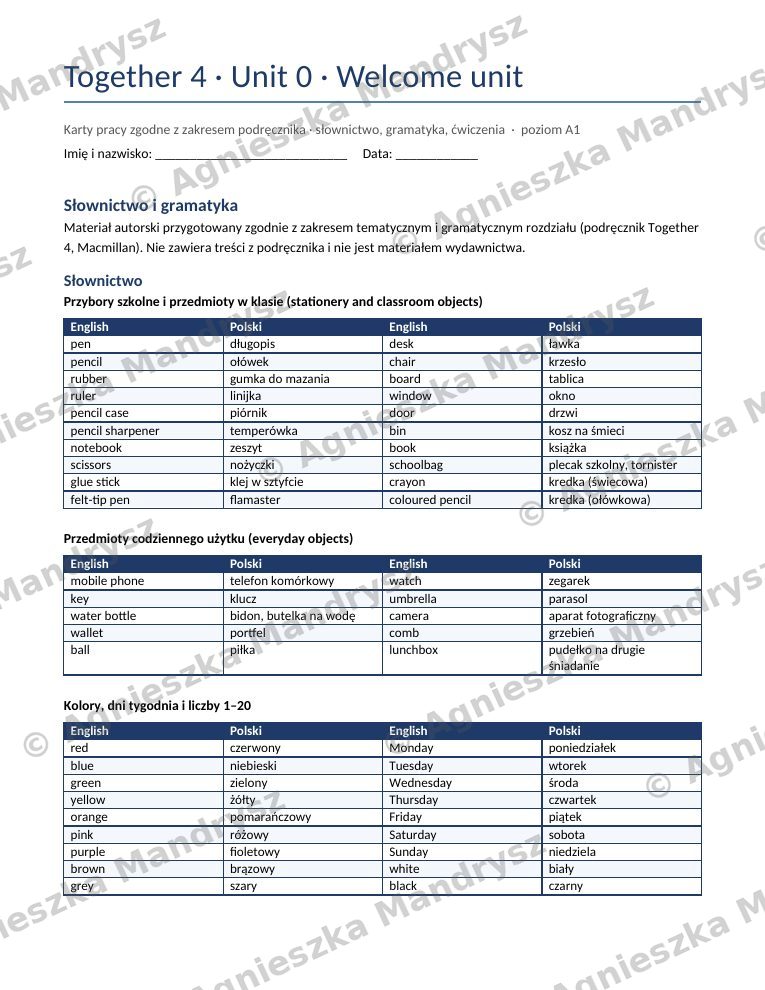 Together 4 · Unit 0 · Welcome unit
Karty pracy zgodne z zakresem podręcznika · słownictwo, gramatyka, ćwiczenia · poziom A1
Imię i nazwisko: ____________________________ Data: ____________
Słownictwo i gramatyka
Materiał autorski przygotowany zgodnie z zakresem tematycznym i gramatycznym rozdziału (podręcznik Together
4, Macmillan). Nie zawiera treści z podręcznika i nie jest materiałem wydawnictwa.
Słownictwo
Przybory szkolne i przedmioty w klasie (stationery and classroom objects)
English Polski English Polski
pen długopis desk ławka
pencil ołówek chair krzesło
rubber gumka do mazania board tablica
ruler linijka window okno
pencil case piórnik door drzwi
pencil sharpener temperówka bin kosz na śmieci
notebook zeszyt book książka
scissors nożyczki schoolbag plecak szkolny, tornister
glue stick klej w sztyfcie crayon kredka (świecowa)
felt-tip pen flamaster coloured pencil kredka (ołówkowa)
Przedmioty codziennego użytku (everyday objects)
English Polski English Polski
mobile phone telefon komórkowy watch zegarek
key klucz umbrella parasol
water bottle bidon, butelka na wodę camera aparat fotograficzny
wallet portfel comb grzebień
ball piłka lunchbox pudełko na drugie
śniadanie
Kolory, dni tygodnia i liczby 1–20
English Polski English Polski
red czerwony Monday poniedziałek
blue niebieski Tuesday wtorek
green zielony Wednesday środa
yellow żółty Thursday czwartek
orange pomarańczowy Friday piątek
pink różowy Saturday sobota
purple fioletowy Sunday niedziela
brown brązowy white biały
grey szary black czarny
© Agnieszka Mandrysz